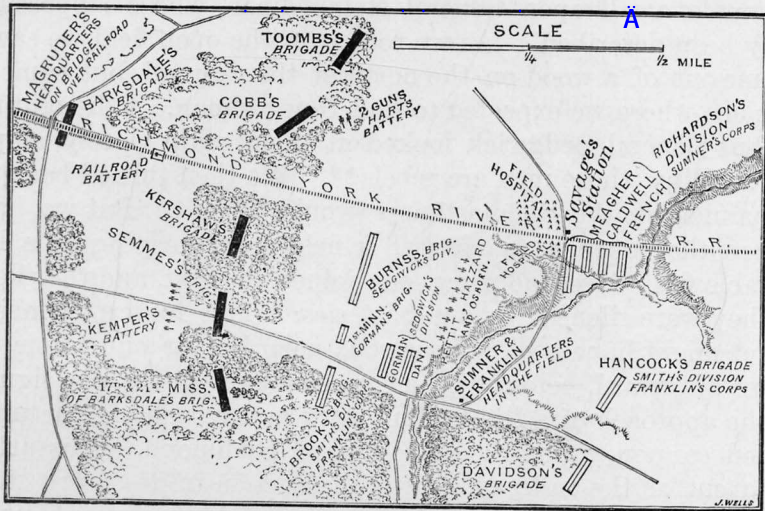 Ä
TOOMBS'S
BRIGADE
SCALE
1/4
1/2 MILE
MAGRUDER'S
HEADQUARTERS
ON BRIDGE
OVER RAILROAD
BARKSDALE'S
BRIGADE
COBB'S
BRIGADE
2 GUNS
HART'S
BATTERY
RICHARDSON'S
DIVISION
SUMNER'S CORPS
RICHMOND & YORK RIVER R. R.
RAILROAD
BATTERY
FIELD
HOSPITAL
Savage's
Station
MEAGHER
CALDWELL
FRENCH
KERSHAW'S
BRIGADE
SEMMES'S BRIG.
BURNS'S BRIG.
SEDGWICK'S DIV.
HAZZARD
PETTIT
AND OSBORN
FIELD
HOSP.
KEMPER'S
BATTERY
1ST MINN.
GORMAN'S BRIG.
GORMAN
DANA
SEDGWICK'S
DIVISION
SUMNER &
FRANKLIN
HEADQUARTERS
IN THE FIELD
HANCOCK'S BRIGADE
SMITH'S DIVISION
FRANKLIN'S CORPS
17TH & 21ST MISS.
OF BARKSDALE'S BRIG.
BROOKS'S BRIG.
SMITH'S DIV.
FRANKLIN'S
DAVIDSON'S
BRIGADE
J. WELLS